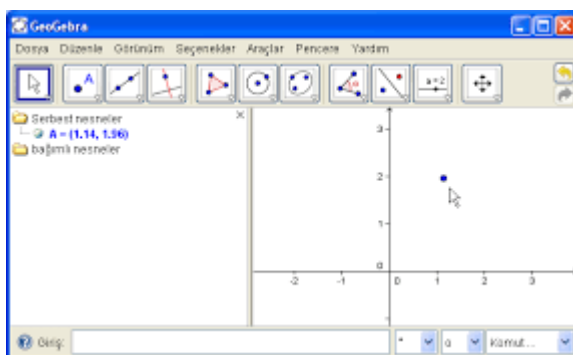 GeoGebra
Dosya Düzenle Görünüm Seçenekler Araçlar Pencere Yardım
A a=2
Serbest nesneler
A = (1.14, 1.96)
bağımlı nesneler
3
2
1
0
-2 -1 0 1 2 3
Giriş: Komut...